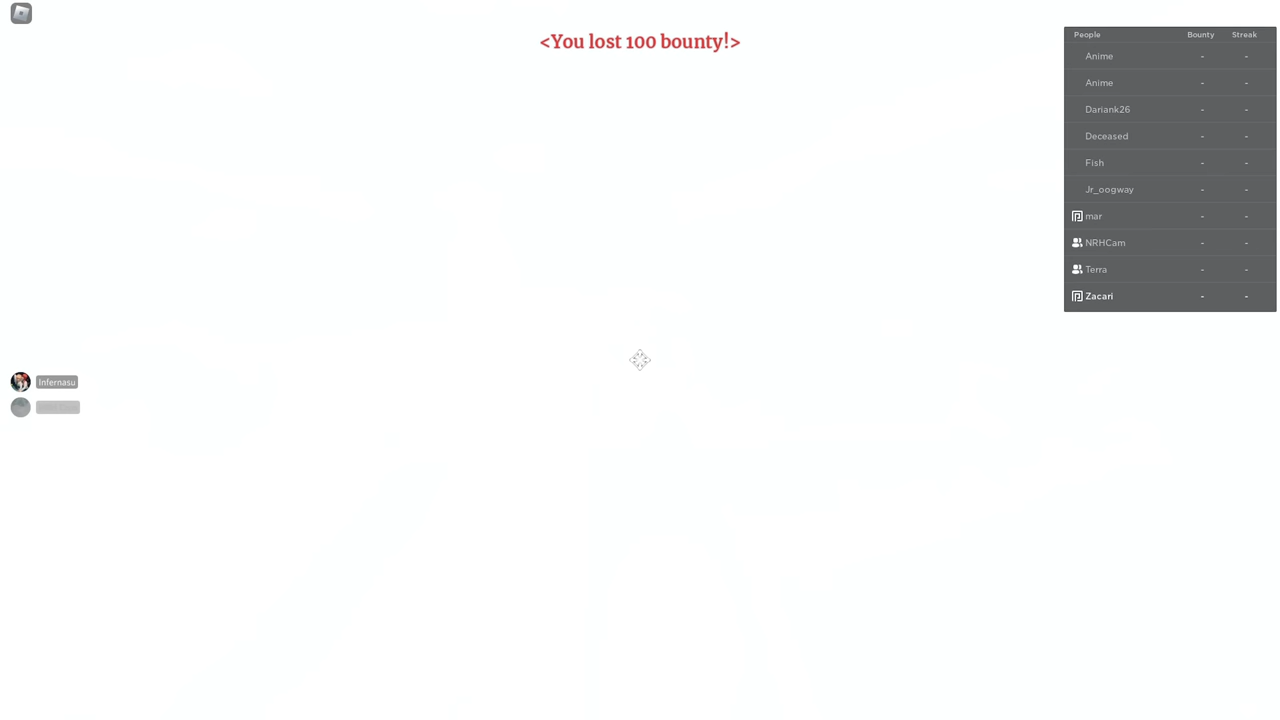 <You lost 100 bounty!>
People Bounty Streak
Anime - -
Anime - -
Dariank26 - -
Deceased - -
Fish - -
Jr_oogway - -
mar - -
NRHCam - -
Terra - -
Zacari - -
Infernasu